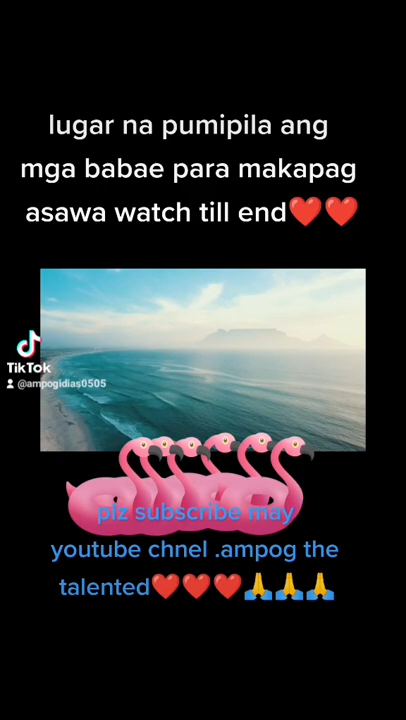 lugar na pumipila ang
mga babae para makapag
asawa watch till end❤️❤️
TikTok
@ampogidias0505
plz subscribe may
youtube chnel .ampog the
talented❤️❤️❤️🙏🙏🙏